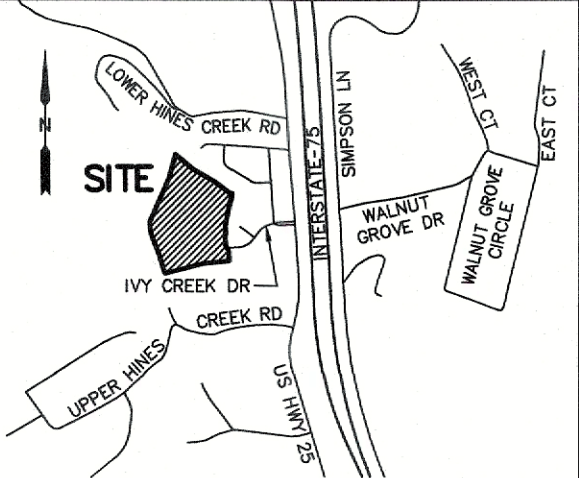 LOWER HINES CREEK RD
N
SITE
INTERSTATE-75
SIMPSON LN
WEST CT
EAST CT
WALNUT
GROVE DR
WALNUT GROVE
CIRCLE
IVY CREEK DR
UPPER HINES CREEK RD
US HWY 25